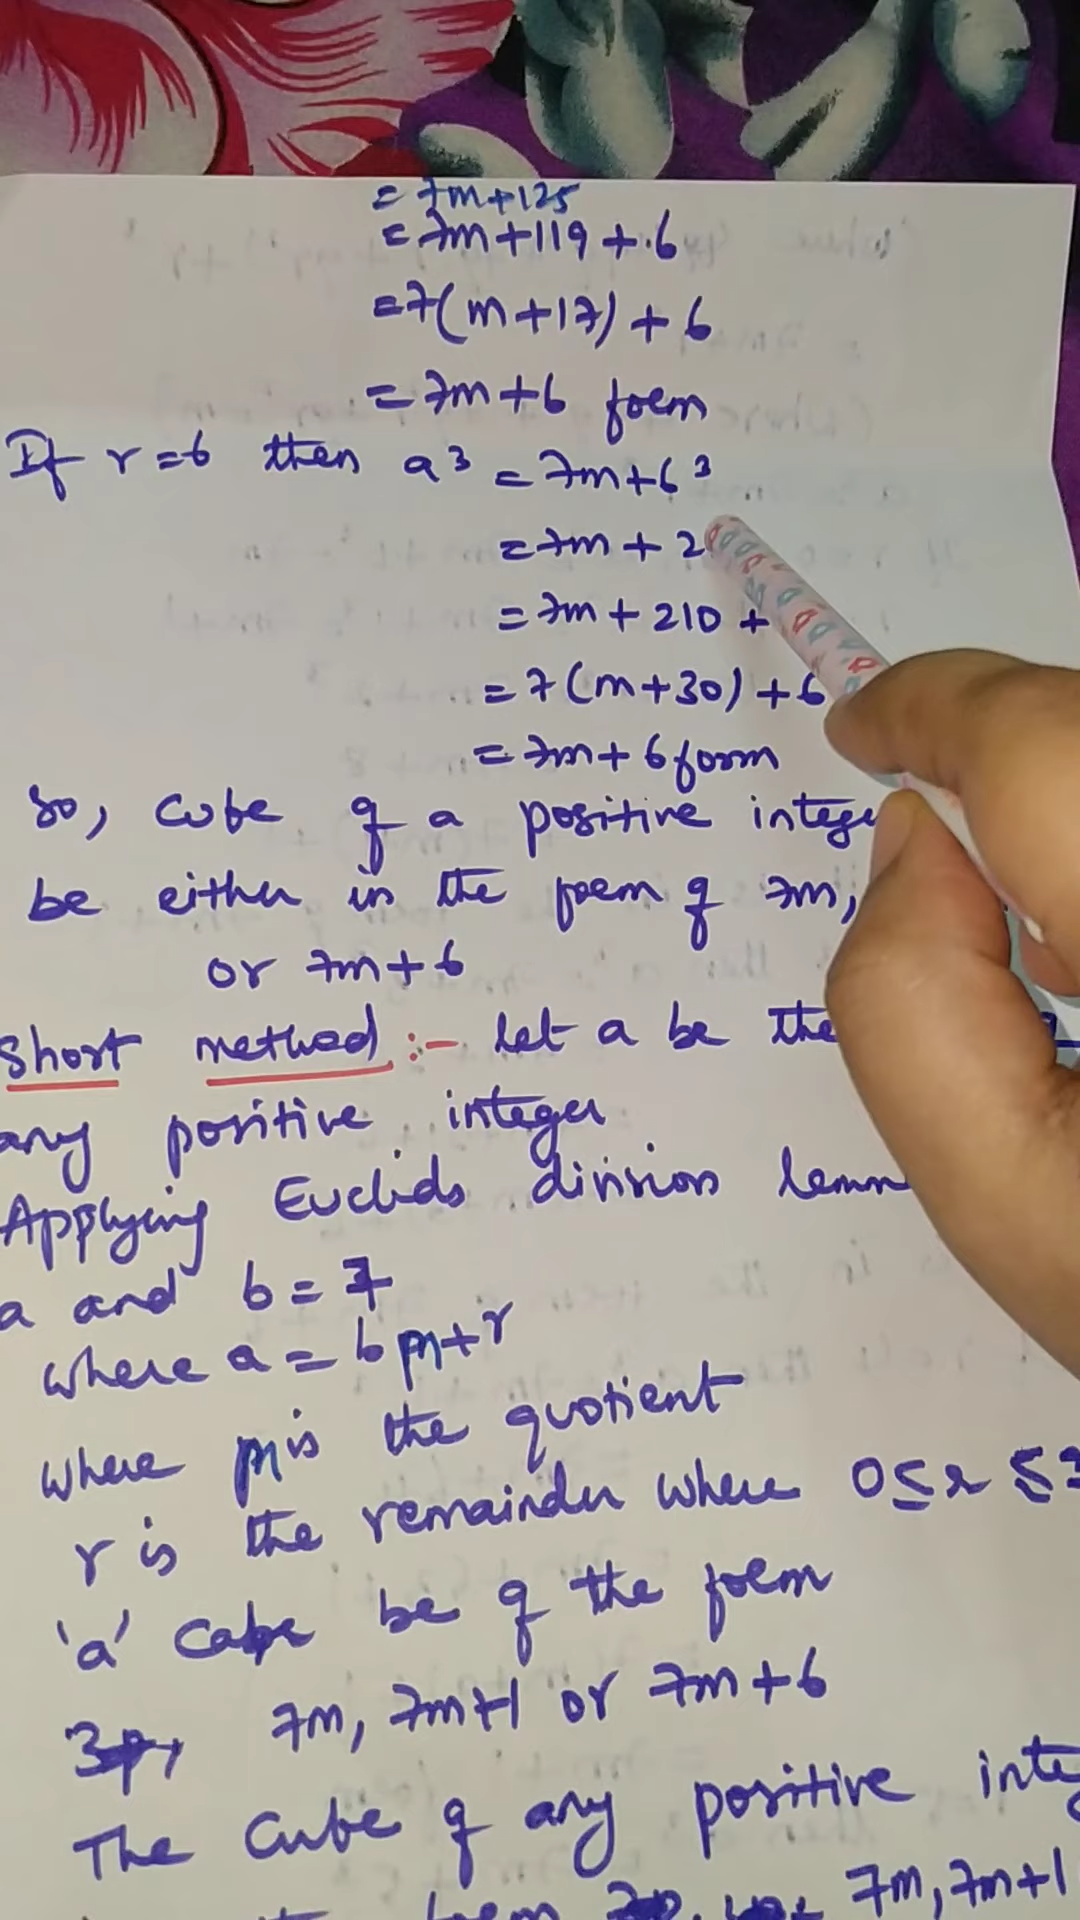 = 7m+125
= 7m+119+6
=7(m+17)+6
= 7m+6 foem
If r=6 then a³ = 7m+6³
= 7m + 2
= 7m + 210 +
= 7(m+30)+6
= 7m+6 form
So, cube of a positive intege
be either in the foem of 7m,
or 7m+6
Short method :- let a be the
any positive integer
Applying Euclids division lemm
a and b = 7
where a = bm+r
where m is the quotient
r is the remainder where 0≤r≤
'a' be of the foem
7m, 7m+1 or 7m+6
The Cube of any positive inte
7m, 7m+1